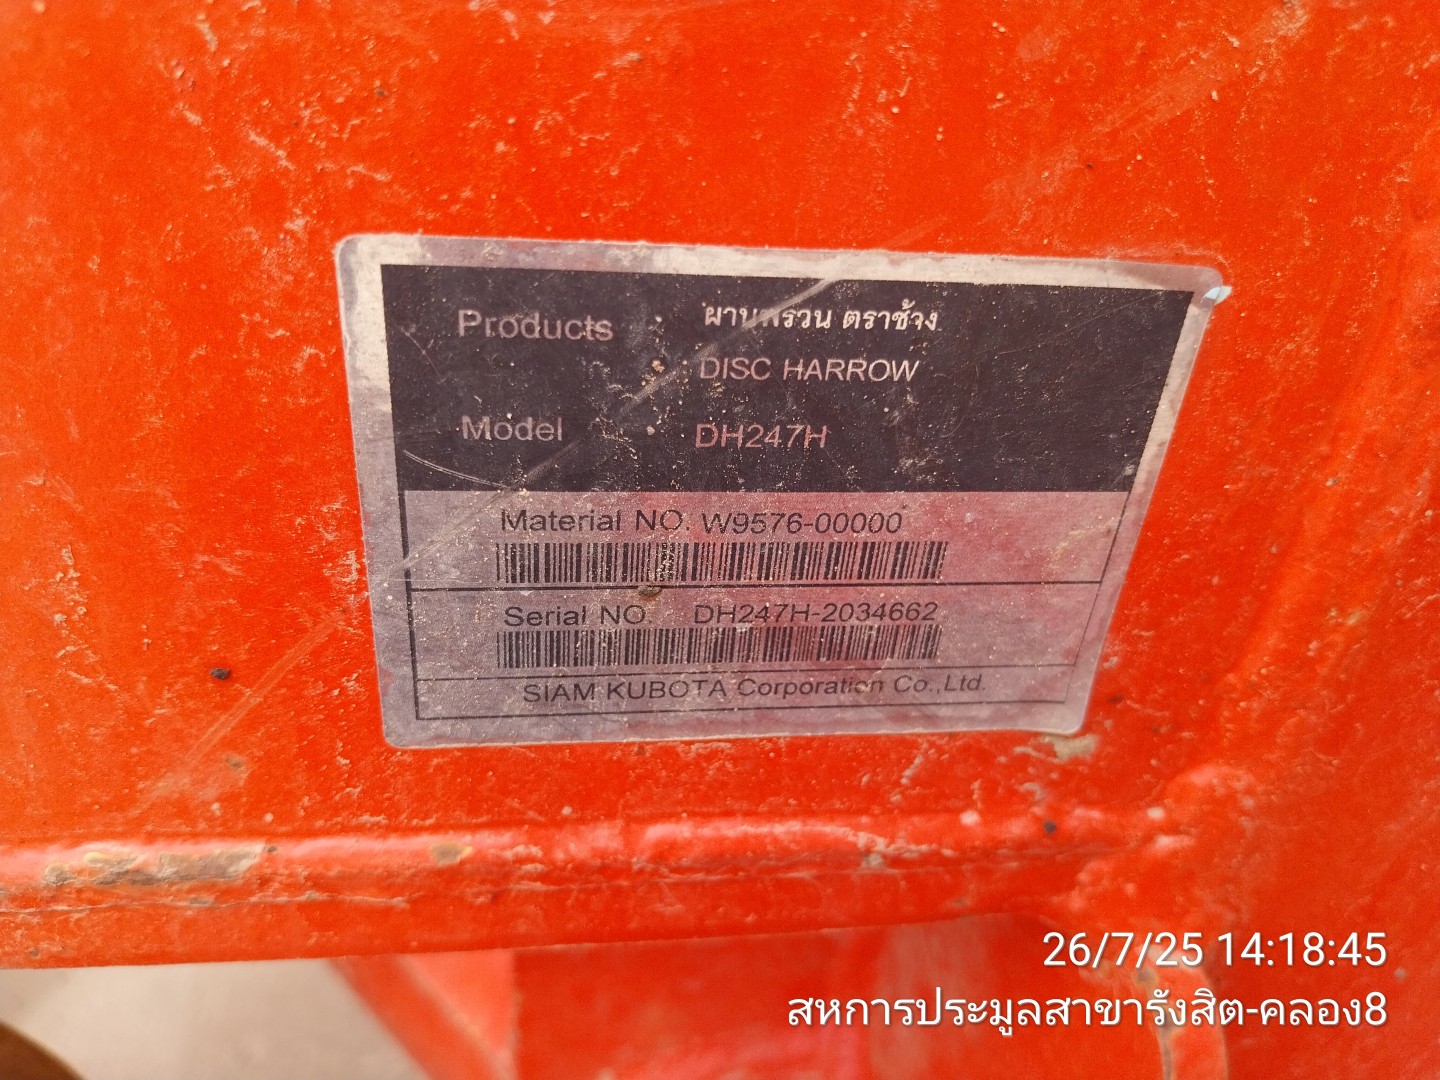 Products : ผานพรวน ตราช้าง
: DISC HARROW
Model : DH247H
Material NO. W9576-00000
Serial NO. DH247H-2034662
SIAM KUBOTA Corporation Co.,Ltd.
26/7/25 14:18:45
สหการประมูลสาขารังสิต-คลอง8